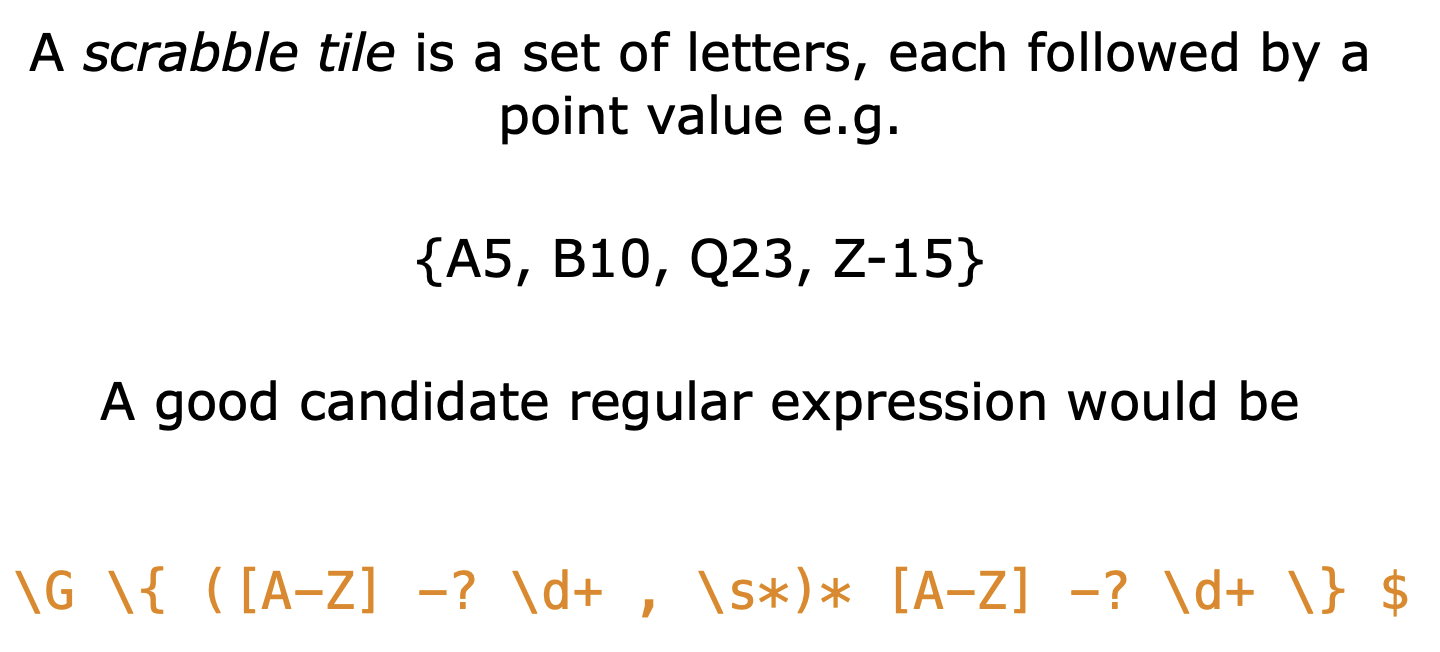 A scrabble tile is a set of letters, each followed by a
point value e.g.
{A5, B10, Q23, Z-15}
A good candidate regular expression would be
\G \{ ([A-Z] -? \d+ , \s*)* [A-Z] -? \d+ \} $